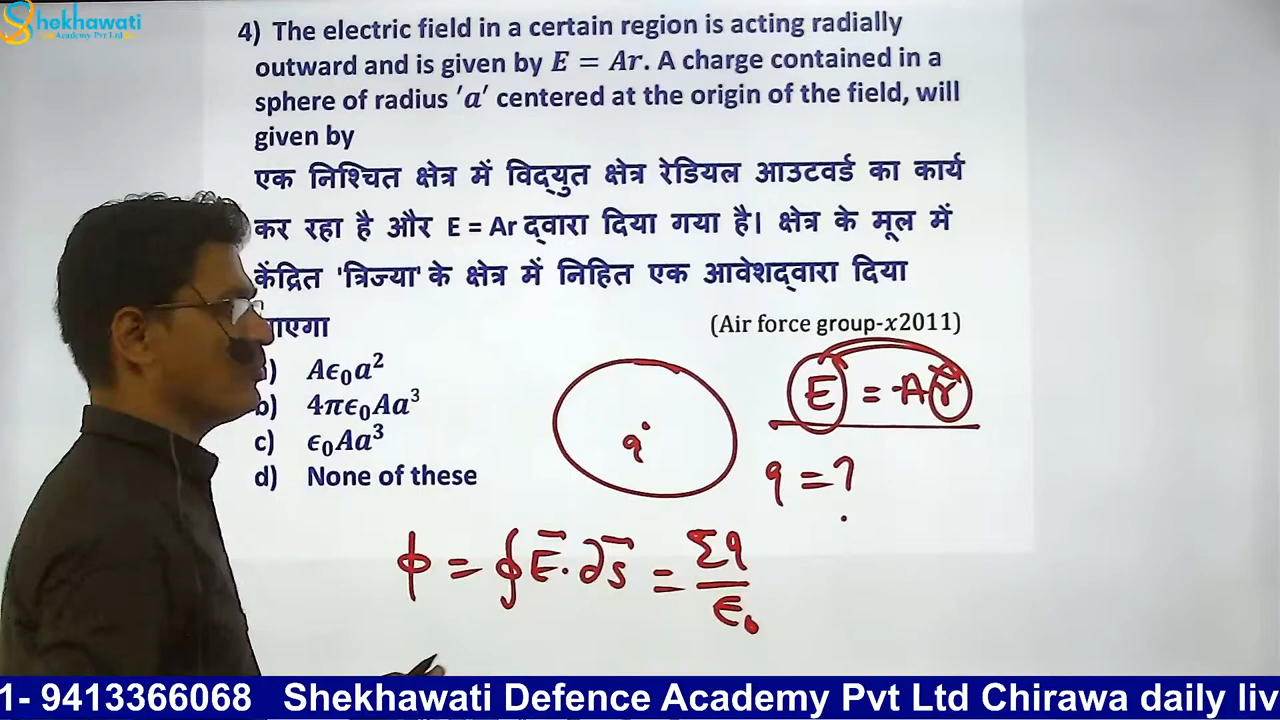 Shekhawati
Academy Pvt Ltd
4) The electric field in a certain region is acting radially
outward and is given by E = Ar. A charge contained in a
sphere of radius 'a' centered at the origin of the field, will
given by
एक निश्चित क्षेत्र में विद्युत क्षेत्र रेडियल आउटवर्ड का कार्य
कर रहा है और E = Ar द्वारा दिया गया है। क्षेत्र के मूल में
केंद्रित 'त्रिज्या' के क्षेत्र में निहित एक आवेशद्वारा दिया
जाएगा
(Air force group-x2011)
a) Aϵ₀a²
b) 4πϵ₀Aa³
c) ϵ₀Aa³
d) None of these
E = Ar
q
q = ?
ϕ = ∮E⃗.∂s⃗ = Σq/ϵ₀
1- 9413366068 Shekhawati Defence Academy Pvt Ltd Chirawa daily liv